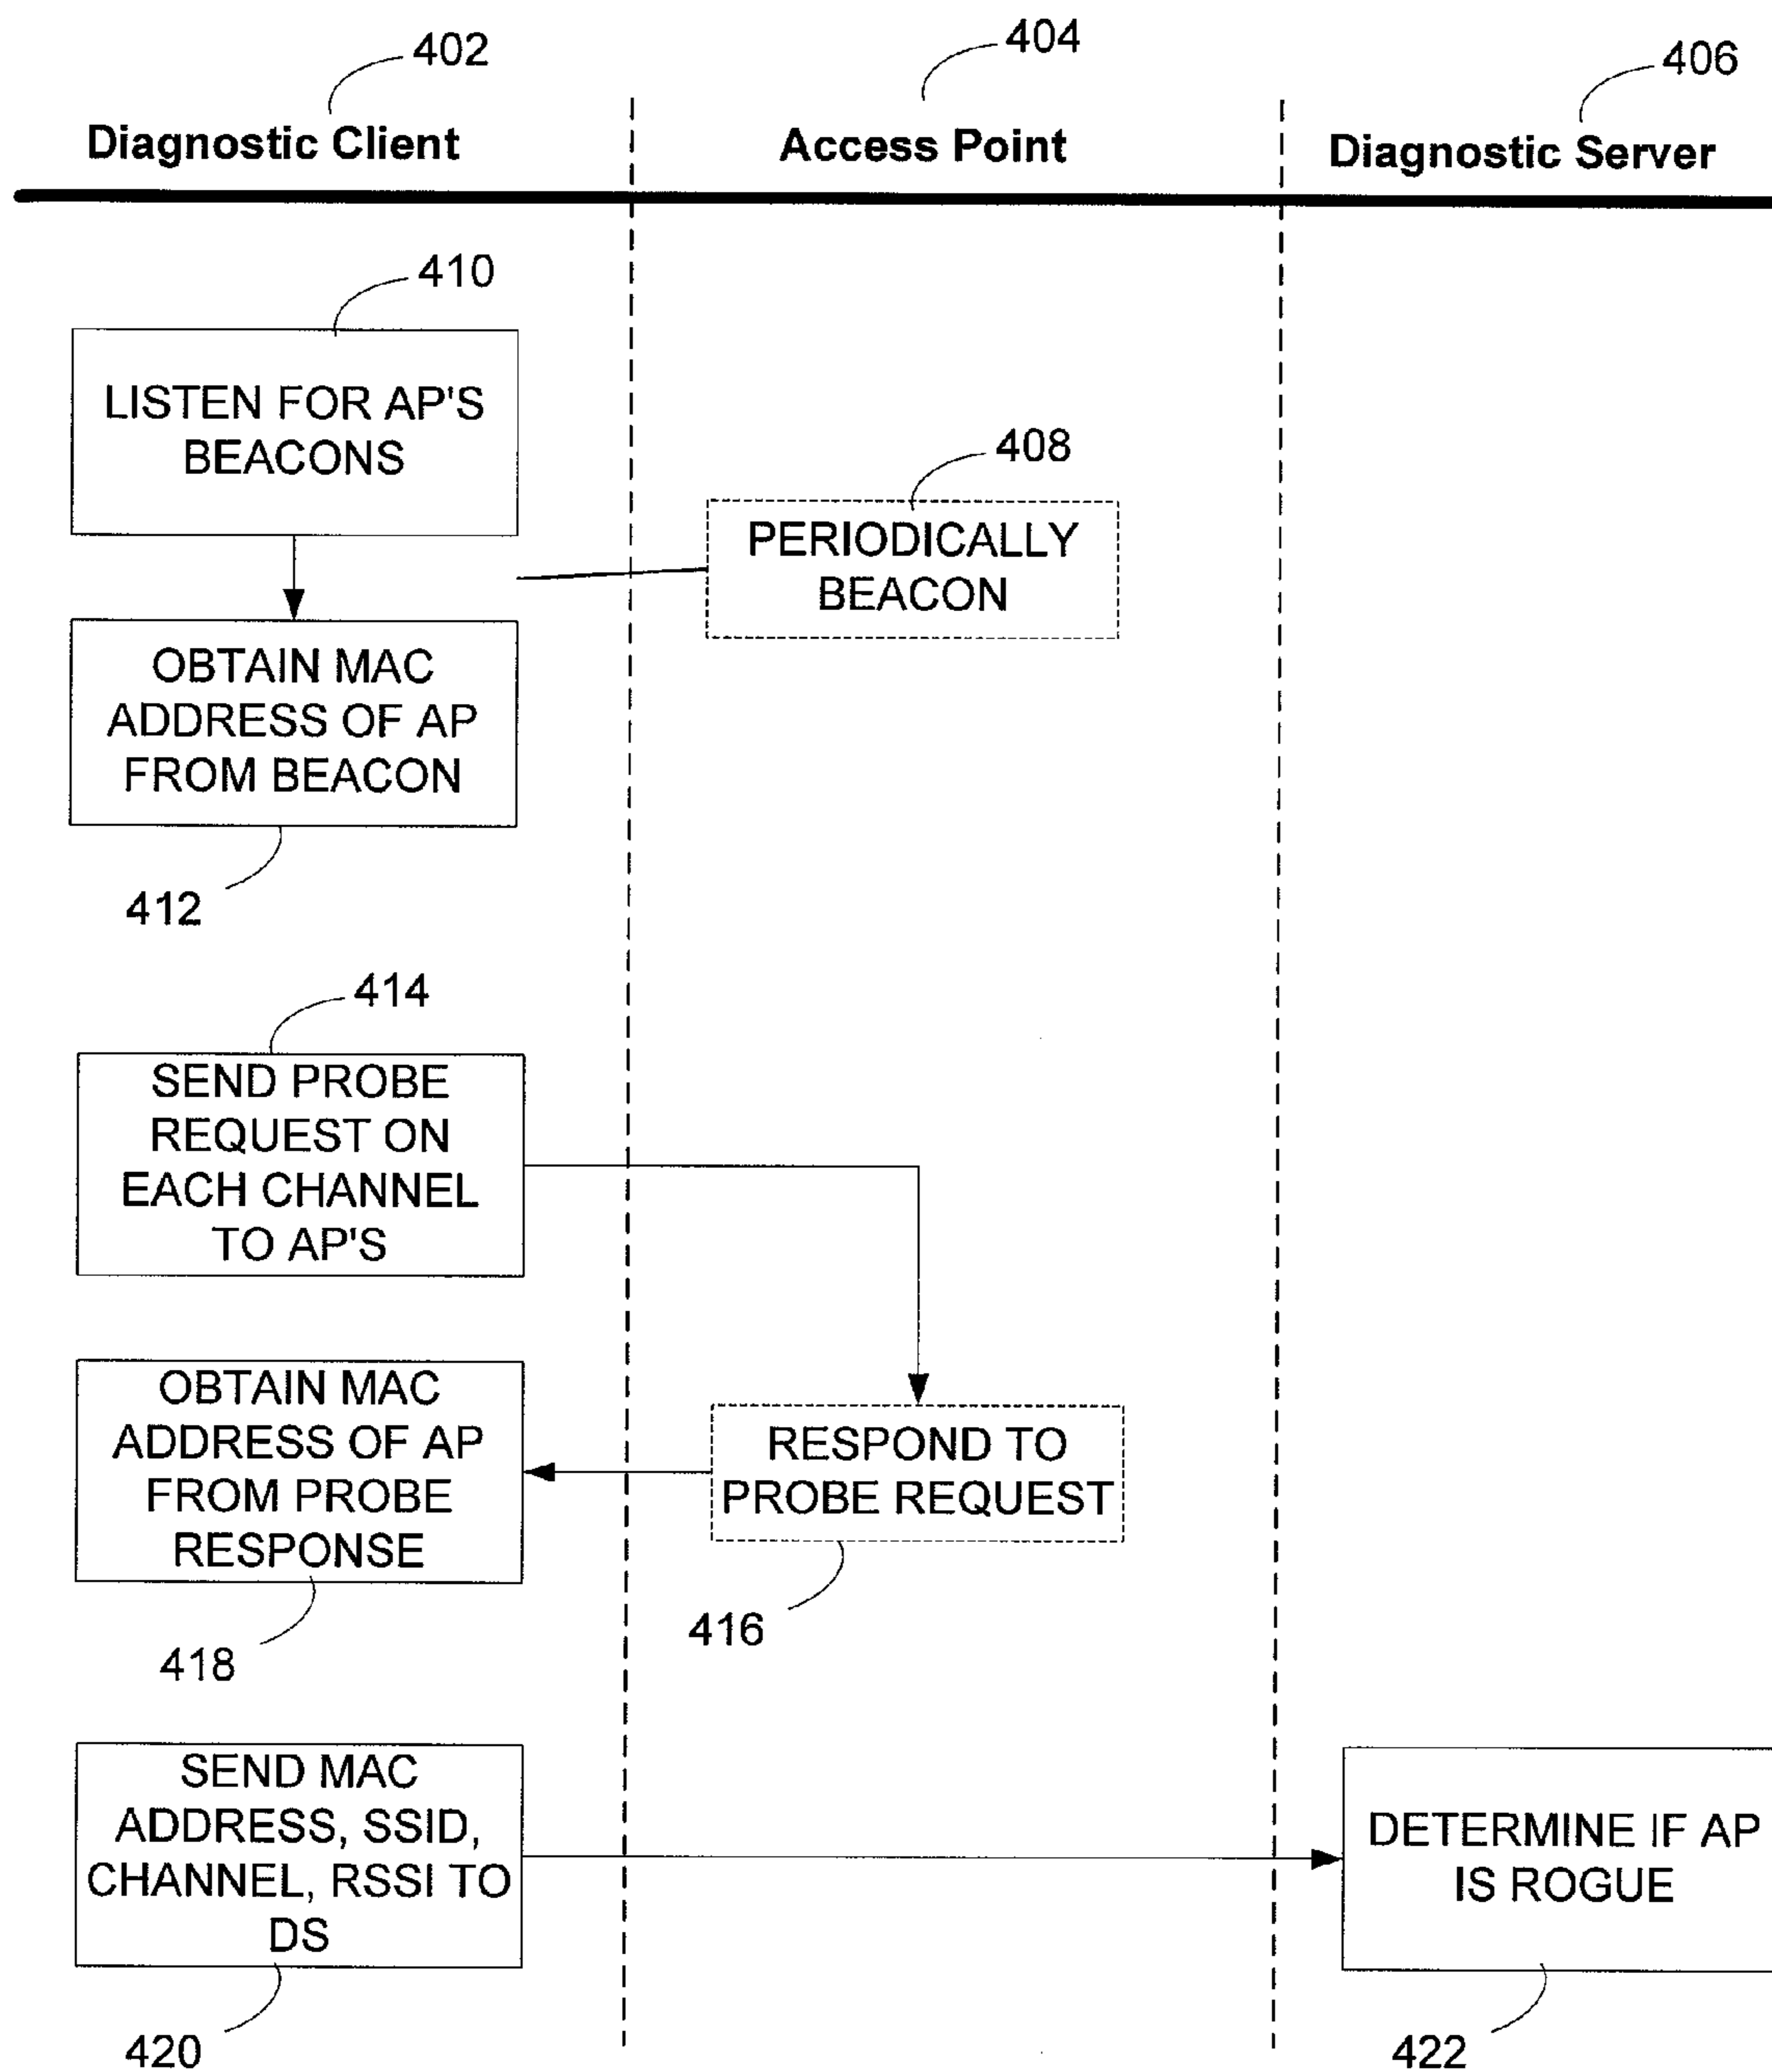 402
404
406
Diagnostic Client
Access Point
Diagnostic Server
410
LISTEN FOR AP'S
BEACONS
408
PERIODICALLY
BEACON
OBTAIN MAC
ADDRESS OF AP
FROM BEACON
412
414
SEND PROBE
REQUEST ON
EACH CHANNEL
TO AP'S
OBTAIN MAC
ADDRESS OF AP
FROM PROBE
RESPONSE
418
RESPOND TO
PROBE REQUEST
416
SEND MAC
ADDRESS, SSID,
CHANNEL, RSSI TO
DS
420
DETERMINE IF AP
IS ROGUE
422